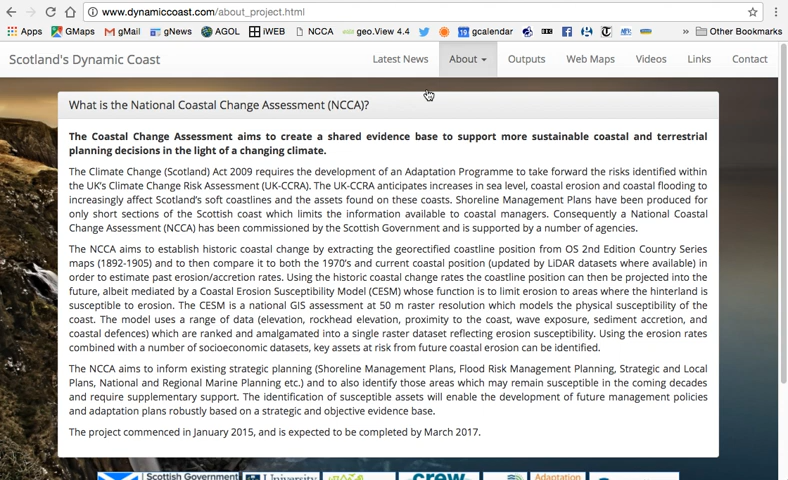 www.dynamiccoast.com/about_project.html
Apps GMaps gMail gNews AGOL iWEB NCCA geo.View 4.4 gcalendar Other Bookmarks
Scotland's Dynamic Coast Latest News About Outputs Web Maps Videos Links Contact
What is the National Coastal Change Assessment (NCCA)?
The Coastal Change Assessment aims to create a shared evidence base to support more sustainable coastal and terrestrial
planning decisions in the light of a changing climate.
The Climate Change (Scotland) Act 2009 requires the development of an Adaptation Programme to take forward the risks identified within
the UK's Climate Change Risk Assessment (UK-CCRA). The UK-CCRA anticipates increases in sea level, coastal erosion and coastal flooding to
increasingly affect Scotland's soft coastlines and the assets found on these coasts. Shoreline Management Plans have been produced for
only short sections of the Scottish coast which limits the information available to coastal managers. Consequently a National Coastal
Change Assessment (NCCA) has been commissioned by the Scottish Government and is supported by a number of agencies.
The NCCA aims to establish historic coastal change by extracting the georectified coastline position from OS 2nd Edition Country Series
maps (1892-1905) and to then compare it to both the 1970's and current coastal position (updated by LiDAR datasets where available) in
order to estimate past erosion/accretion rates. Using the historic coastal change rates the coastline position can then be projected into the
future, albeit mediated by a Coastal Erosion Susceptibility Model (CESM) whose function is to limit erosion to areas where the hinterland is
susceptible to erosion. The CESM is a national GIS assessment at 50 m raster resolution which models the physical susceptibility of the
coast. The model uses a range of data (elevation, rockhead elevation, proximity to the coast, wave exposure, sediment accretion, and
coastal defences) which are ranked and amalgamated into a single raster dataset reflecting erosion susceptibility. Using the erosion rates
combined with a number of socioeconomic datasets, key assets at risk from future coastal erosion can be identified.
The NCCA aims to inform existing strategic planning (Shoreline Management Plans, Flood Risk Management Planning, Strategic and Local
Plans, National and Regional Marine Planning etc.) and to also identify those areas which may remain susceptible in the coming decades
and require supplementary support. The identification of susceptible assets will enable the development of future management policies
and adaptation plans robustly based on a strategic and objective evidence base.
The project commenced in January 2015, and is expected to be completed by March 2017.
Scottish Government University crew Adaptation